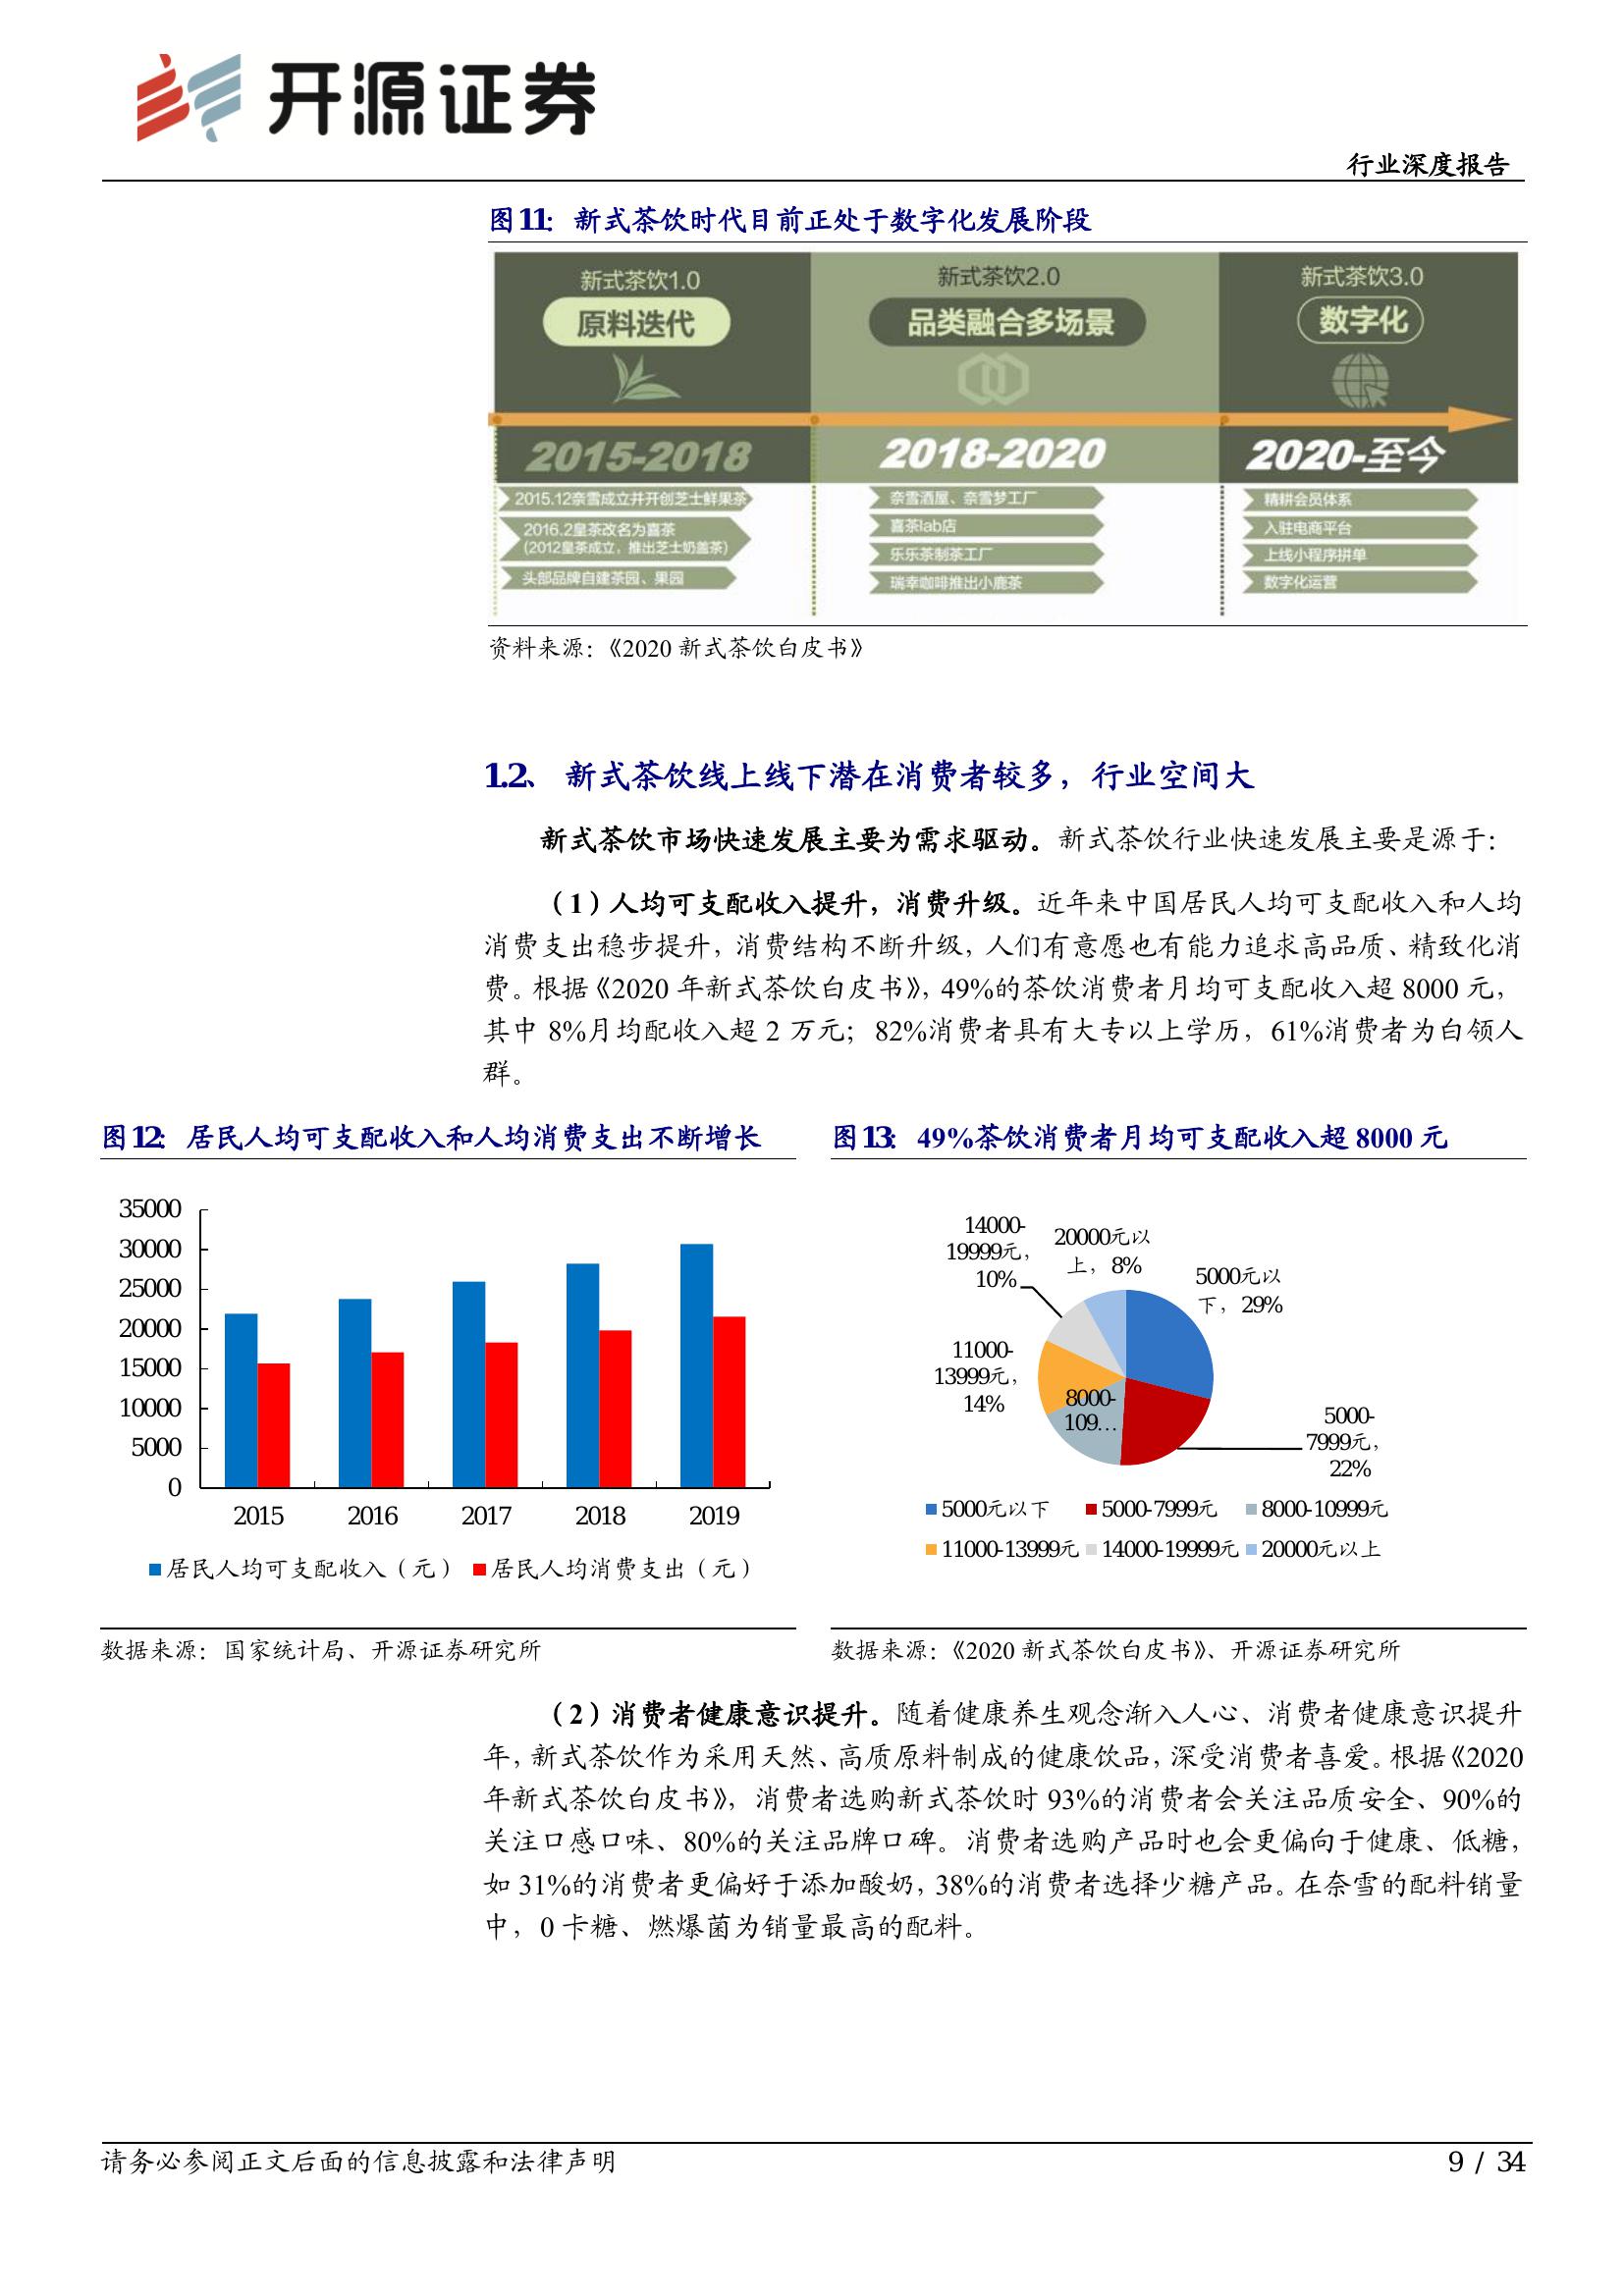 开源证券
行业深度报告
图11：新式茶饮时代目前正处于数字化发展阶段
新式茶饮1.0
原料迭代
新式茶饮2.0
品类融合多场景
新式茶饮3.0
数字化
2015-2018
2018-2020
2020-至今
2015.12奈雪成立并开创芝士鲜果茶
2016.2皇茶改名为喜茶
(2012皇茶成立，推出芝士奶盖茶)
头部品牌自建茶园、果园
奈雪酒屋、奈雪梦工厂
喜茶lab店
乐乐茶制茶工厂
瑞幸咖啡推出小鹿茶
精耕会员体系
入驻电商平台
上线小程序拼单
数字化运营
资料来源：《2020 新式茶饮白皮书》
1.2、 新式茶饮线上线下潜在消费者较多，行业空间大
新式茶饮市场快速发展主要为需求驱动。新式茶饮行业快速发展主要是源于：
（1）人均可支配收入提升，消费升级。近年来中国居民人均可支配收入和人均
消费支出稳步提升，消费结构不断升级，人们有意愿也有能力追求高品质、精致化消
费。根据《2020 年新式茶饮白皮书》，49%的茶饮消费者月均可支配收入超 8000 元，
其中 8%月均配收入超 2 万元；82%消费者具有大专以上学历，61%消费者为白领人
群。
图12：居民人均可支配收入和人均消费支出不断增长
35000
30000
25000
20000
15000
10000
5000
0
2015 2016 2017 2018 2019
居民人均可支配收入（元） 居民人均消费支出（元）
数据来源：国家统计局、开源证券研究所
图13：49%茶饮消费者月均可支配收入超 8000 元
14000-
19999元，
10%
20000元以
上，8%
5000元以
下，29%
11000-
13999元，
14%
8000-
109…
5000-
7999元，
22%
5000元以下 5000-7999元 8000-10999元
11000-13999元 14000-19999元 20000元以上
数据来源：《2020 新式茶饮白皮书》、开源证券研究所
（2）消费者健康意识提升。随着健康养生观念渐入人心、消费者健康意识提升
年，新式茶饮作为采用天然、高质原料制成的健康饮品，深受消费者喜爱。根据《2020
年新式茶饮白皮书》，消费者选购新式茶饮时 93%的消费者会关注品质安全、90%的
关注口感口味、80%的关注品牌口碑。消费者选购产品时也会更偏向于健康、低糖，
如 31%的消费者更偏好于添加酸奶，38%的消费者选择少糖产品。在奈雪的配料销量
中，0 卡糖、燃爆菌为销量最高的配料。
请务必参阅正文后面的信息披露和法律声明
9 / 34